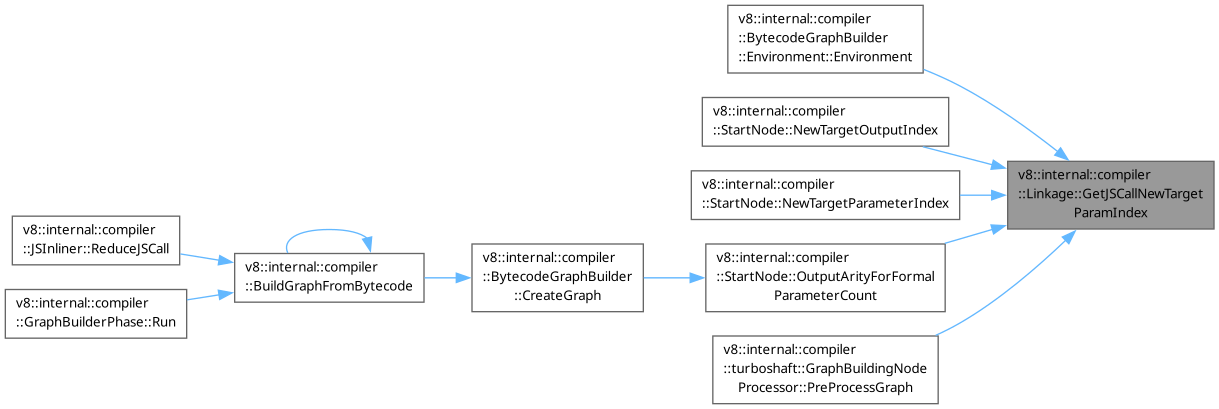 v8::internal::compiler
::BytecodeGraphBuilder
::Environment::Environment
v8::internal::compiler
::StartNode::NewTargetOutputIndex
v8::internal::compiler
::Linkage::GetJSCallNewTarget
ParamIndex
v8::internal::compiler
::StartNode::NewTargetParameterIndex
v8::internal::compiler
::JSInliner::ReduceJSCall
v8::internal::compiler
::BuildGraphFromBytecode
v8::internal::compiler
::BytecodeGraphBuilder
::CreateGraph
v8::internal::compiler
::StartNode::OutputArityForFormal
ParameterCount
v8::internal::compiler
::GraphBuilderPhase::Run
v8::internal::compiler
::turboshaft::GraphBuildingNode
Processor::PreProcessGraph